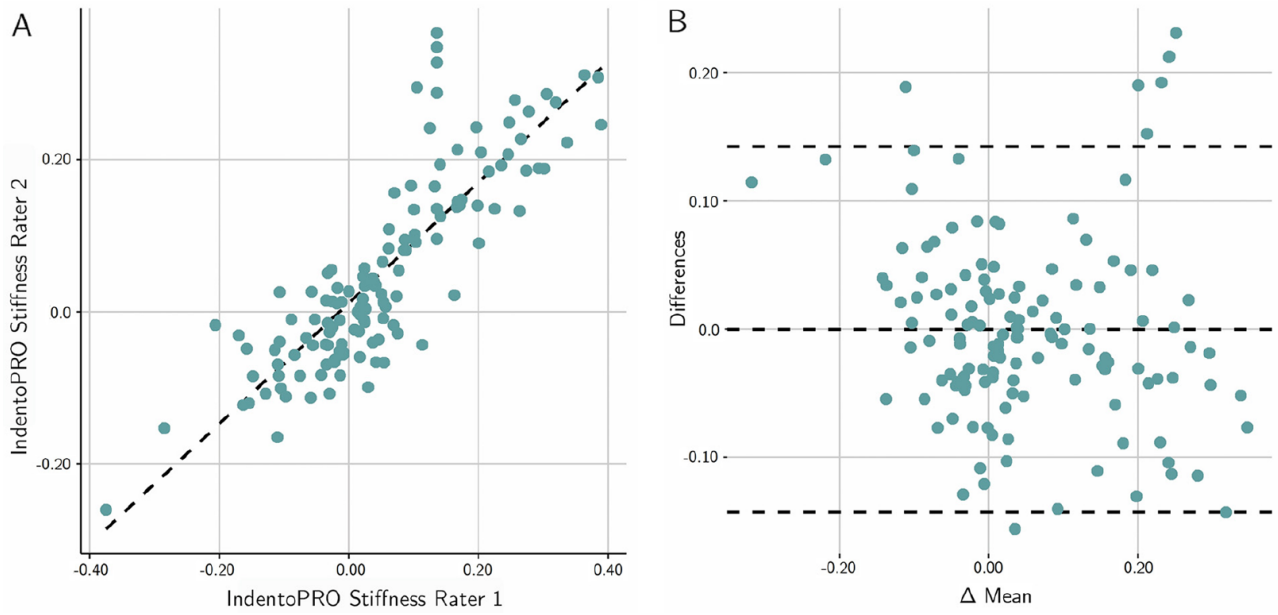 A
IndentoPRO Stiffness Rater 2
0.20
0.0
-0.20
-0.40
-0.20
0.00
0.20
0.40
IndentoPRO Stiffness Rater 1
B
Differences
0.20
0.10
0.0
-0.10
-0.20
0.00
0.20
Δ Mean